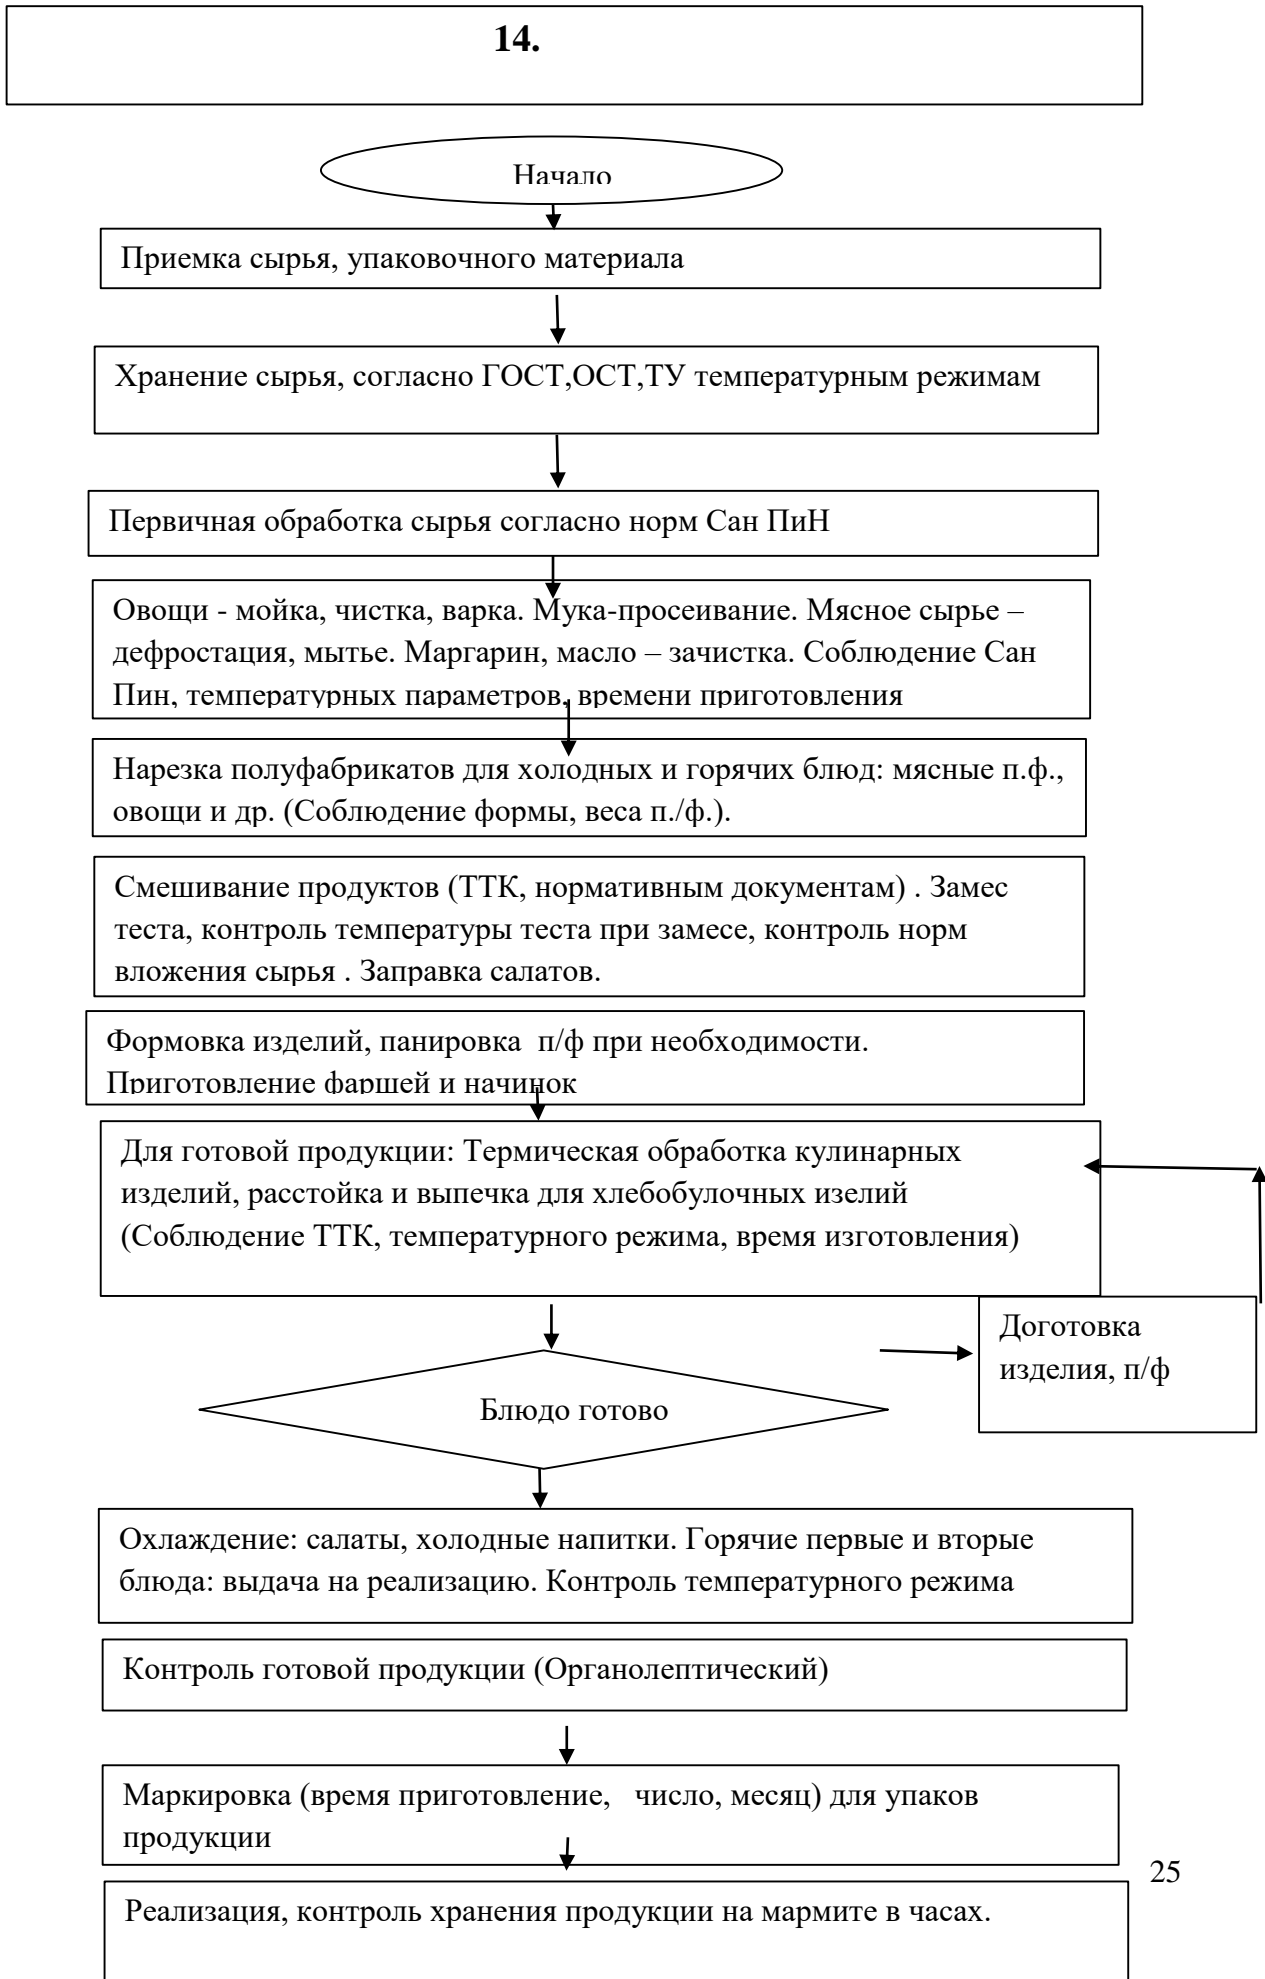 14.
Начало
Приемка сырья, упаковочного материала
Хранение сырья, согласно ГОСТ,ОСТ,ТУ температурным режимам
Первичная обработка сырья согласно норм Сан ПиН
Овощи - мойка, чистка, варка. Мука-просеивание. Мясное сырье –
дефростация, мытье. Маргарин, масло – зачистка. Соблюдение Сан
Пин, температурных параметров, времени приготовления
Нарезка полуфабрикатов для холодных и горячих блюд: мясные п.ф.,
овощи и др. (Соблюдение формы, веса п./ф.).
Смешивание продуктов (ТТК, нормативным документам) . Замес
теста, контроль температуры теста при замесе, контроль норм
вложения сырья . Заправка салатов.
Формовка изделий, панировка  п/ф при необходимости.
Приготовление фаршей и начинок
Для готовой продукции: Термическая обработка кулинарных
изделий, расстойка и выпечка для хлебобулочных изелий
(Соблюдение ТТК, температурного режима, время изготовления)
Доготовка
изделия, п/ф
Блюдо готово
Охлаждение: салаты, холодные напитки. Горячие первые и вторые
блюда: выдача на реализацию. Контроль температурного режима
Контроль готовой продукции (Органолептический)
Маркировка (время приготовление,   число, месяц) для упаков
продукции
25
Реализация, контроль хранения продукции на мармите в часах.